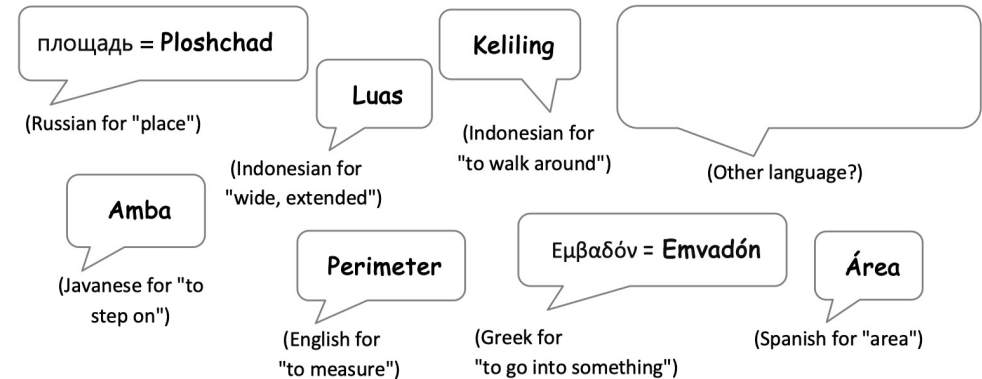 площадь = Ploshchad
(Russian for "place")
Luas
(Indonesian for
"wide, extended")
Keliling
(Indonesian for
"to walk around")
(Other language?)
Amba
(Javanese for "to
step on")
Perimeter
(English for
"to measure")
Εμβαδόν = Emvadón
(Greek for
"to go into something")
Área
(Spanish for "area")